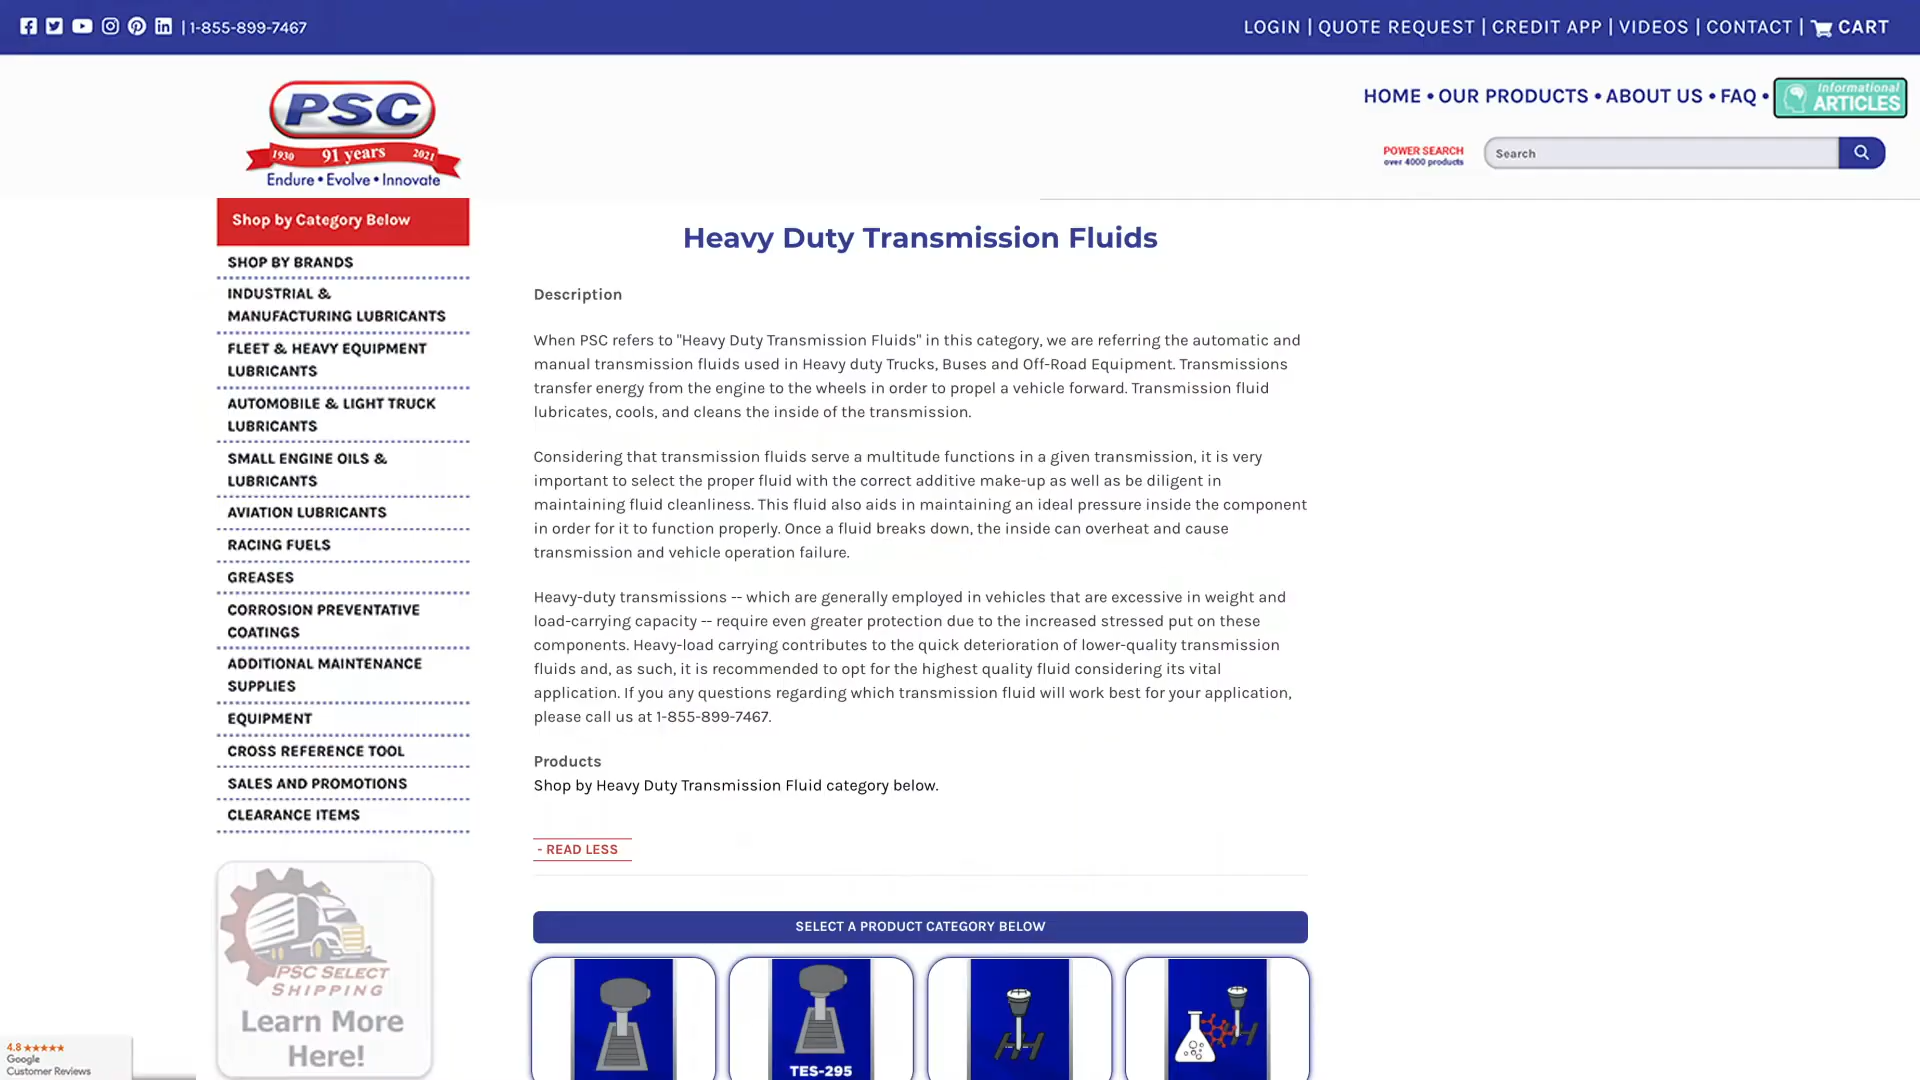 | 1-855-899-7467
LOGIN | QUOTE REQUEST | CREDIT APP | VIDEOS | CONTACT | CART
PSC
1930 91 years 2021
Endure • Evolve • Innovate
HOME • OUR PRODUCTS • ABOUT US • FAQ •
Informational
ARTICLES
POWER SEARCH
over 4000 products
Search
Shop by Category Below
SHOP BY BRANDS
INDUSTRIAL &
MANUFACTURING LUBRICANTS
FLEET & HEAVY EQUIPMENT
LUBRICANTS
AUTOMOBILE & LIGHT TRUCK
LUBRICANTS
SMALL ENGINE OILS &
LUBRICANTS
AVIATION LUBRICANTS
RACING FUELS
GREASES
CORROSION PREVENTATIVE
COATINGS
ADDITIONAL MAINTENANCE
SUPPLIES
EQUIPMENT
CROSS REFERENCE TOOL
SALES AND PROMOTIONS
CLEARANCE ITEMS
PSC SELECT
SHIPPING
Learn More
Here!
4.8 ★★★★★
Google
Customer Reviews
Heavy Duty Transmission Fluids
Description
When PSC refers to "Heavy Duty Transmission Fluids" in this category, we are referring the automatic and
manual transmission fluids used in Heavy duty Trucks, Buses and Off-Road Equipment. Transmissions
transfer energy from the engine to the wheels in order to propel a vehicle forward. Transmission fluid
lubricates, cools, and cleans the inside of the transmission.
Considering that transmission fluids serve a multitude functions in a given transmission, it is very
important to select the proper fluid with the correct additive make-up as well as be diligent in
maintaining fluid cleanliness. This fluid also aids in maintaining an ideal pressure inside the component
in order for it to function properly. Once a fluid breaks down, the inside can overheat and cause
transmission and vehicle operation failure.
Heavy-duty transmissions -- which are generally employed in vehicles that are excessive in weight and
load-carrying capacity -- require even greater protection due to the increased stressed put on these
components. Heavy-load carrying contributes to the quick deterioration of lower-quality transmission
fluids and, as such, it is recommended to opt for the highest quality fluid considering its vital
application. If you any questions regarding which transmission fluid will work best for your application,
please call us at 1-855-899-7467.
Products
Shop by Heavy Duty Transmission Fluid category below.
- READ LESS
SELECT A PRODUCT CATEGORY BELOW
TES-295